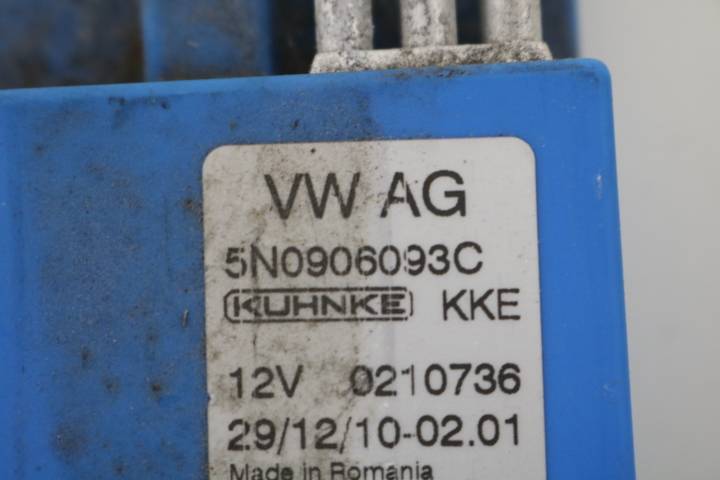 VW AG
5N0906093C
KUHNKE KKE
12V 0210736
29/12/10-02.01
Made in Romania